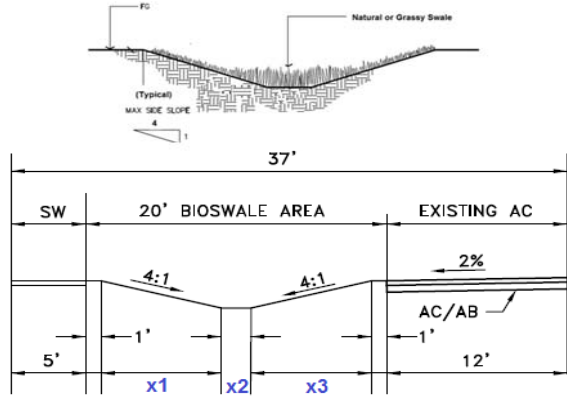 FG
Natural or Grassy Swale
(Typical)
MAX SIDE SLOPE
4
1
37'
SW
20' BIOSWALE AREA
EXISTING AC
4:1
4:1
2%
AC/AB
1'
1'
5'
x1
x2
x3
12'